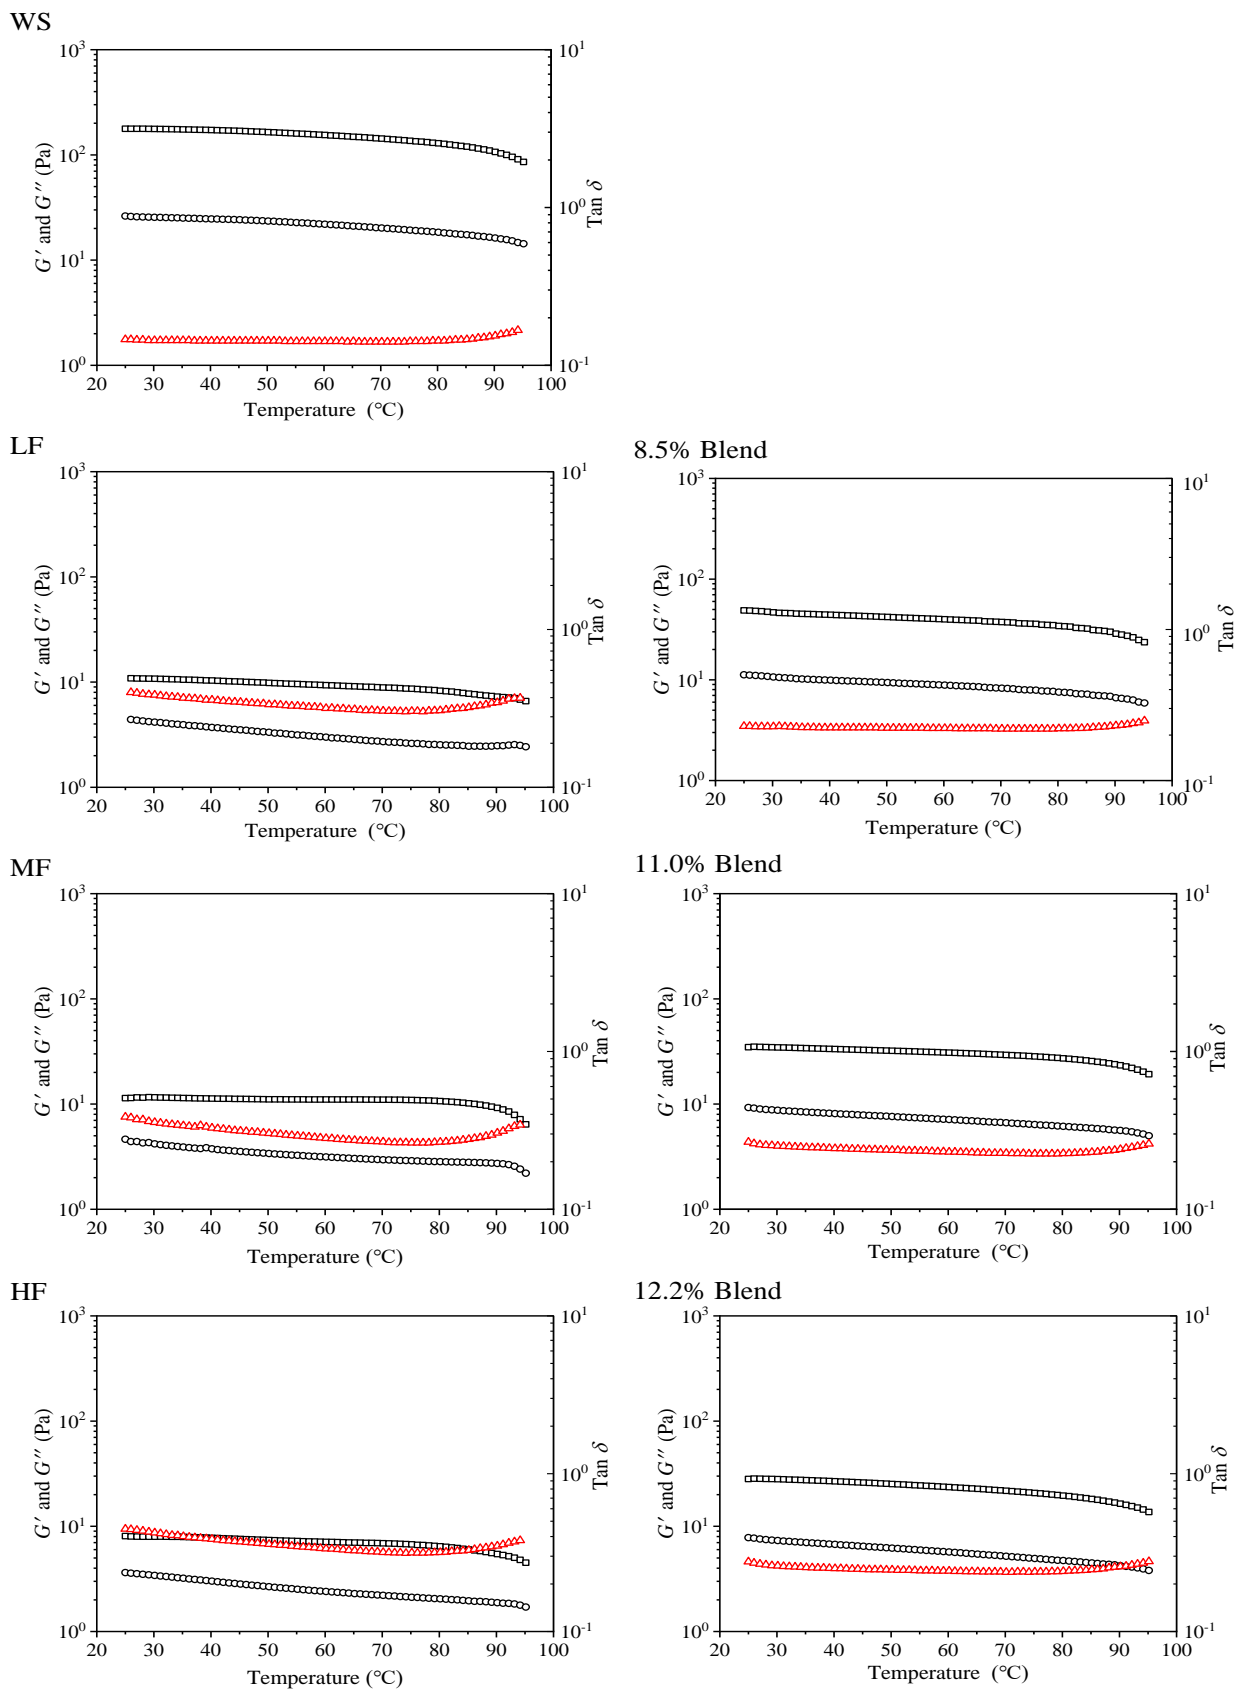 WS
10³
10²
10¹
10⁰
G′ and G″ (Pa)
10¹
10⁰
10⁻¹
Tan δ
20 30 40 50 60 70 80 90 100
Temperature (°C)
LF
10³
10²
10¹
10⁰
G′ and G″ (Pa)
10¹
10⁰
10⁻¹
Tan δ
20 30 40 50 60 70 80 90 100
Temperature (°C)
8.5% Blend
10³
10²
10¹
10⁰
G′ and G″ (Pa)
10¹
10⁰
10⁻¹
Tan δ
20 30 40 50 60 70 80 90 100
Temperature (°C)
MF
10³
10²
10¹
10⁰
G′ and G″ (Pa)
10¹
10⁰
10⁻¹
Tan δ
20 30 40 50 60 70 80 90 100
Temperature (°C)
11.0% Blend
10³
10²
10¹
10⁰
G′ and G″ (Pa)
10¹
10⁰
10⁻¹
Tan δ
20 30 40 50 60 70 80 90 100
Temperature (°C)
HF
10³
10²
10¹
10⁰
G′ and G″ (Pa)
10¹
10⁰
10⁻¹
Tan δ
20 30 40 50 60 70 80 90 100
Temperature (°C)
12.2% Blend
10³
10²
10¹
10⁰
G′ and G″ (Pa)
10¹
10⁰
10⁻¹
Tan δ
20 30 40 50 60 70 80 90 100
Temperature (°C)